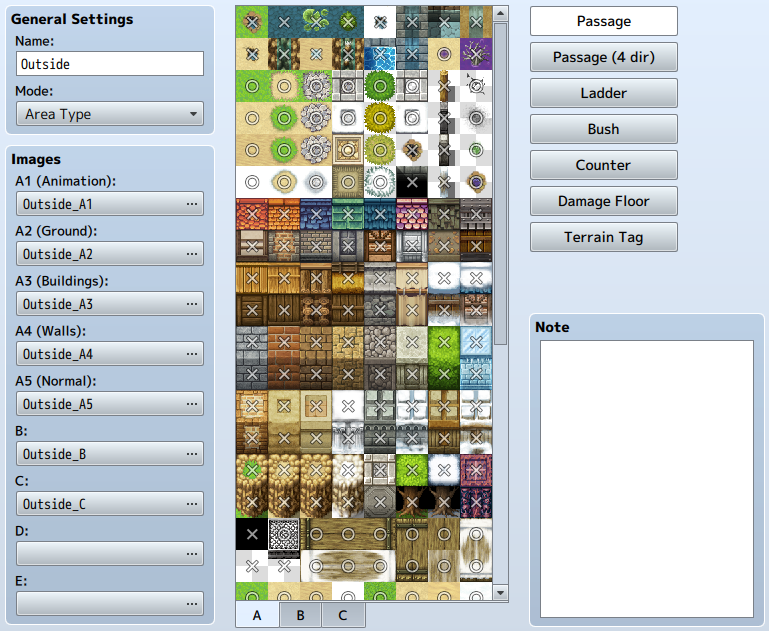 General Settings
Name:
Outside
Mode:
Area Type
Images
A1 (Animation):
Outside_A1 ...
A2 (Ground):
Outside_A2 ...
A3 (Buildings):
Outside_A3 ...
A4 (Walls):
Outside_A4 ...
A5 (Normal):
Outside_A5 ...
B:
Outside_B ...
C:
Outside_C ...
D:
...
E:
...
A B C
Passage
Passage (4 dir)
Ladder
Bush
Counter
Damage Floor
Terrain Tag
Note